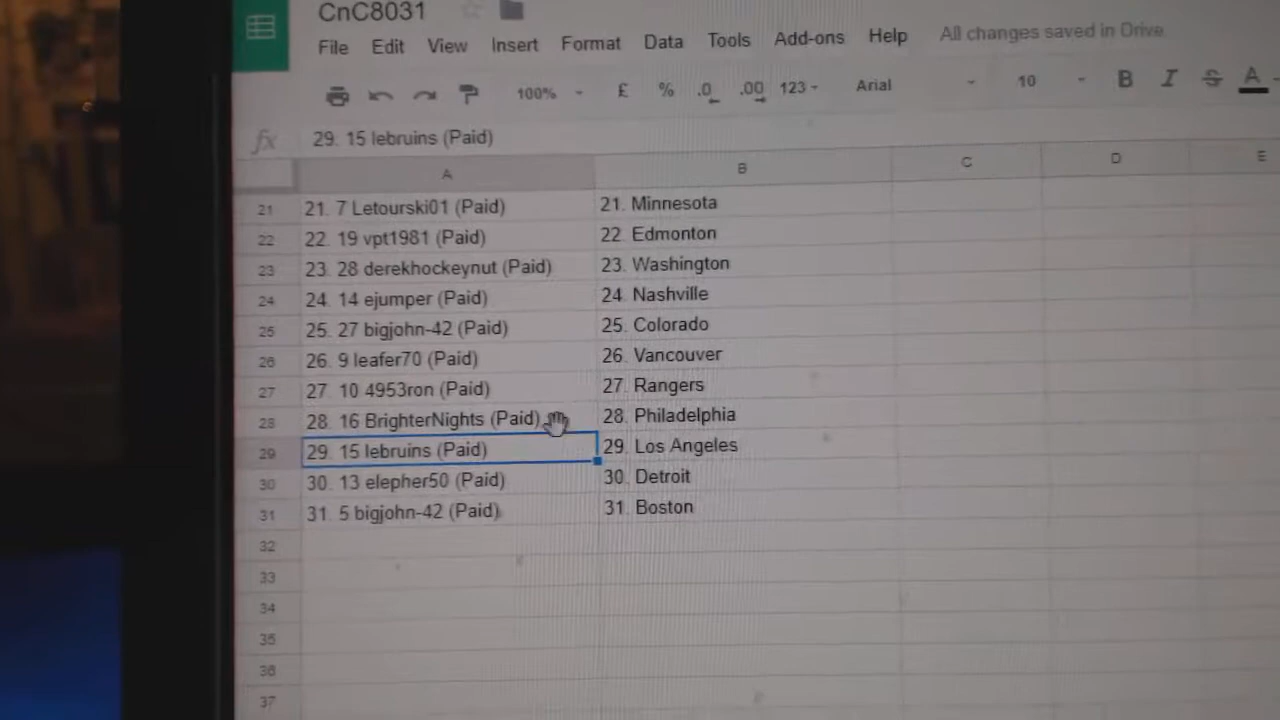 CnC8031
File Edit View Insert Format Data Tools Add-ons Help All changes saved in Drive
100% £ % .0 .00 123 Arial 10 B I S A
fx 29. 15 lebruins (Paid)
A B C D E
21 21. 7 Letourski01 (Paid) 21. Minnesota
22 22. 19 vpt1981 (Paid) 22. Edmonton
23 23. 28 derekhockeynut (Paid) 23. Washington
24 24. 14 ejumper (Paid) 24. Nashville
25 25. 27 bigjohn-42 (Paid) 25. Colorado
26 26. 9 leafer70 (Paid) 26. Vancouver
27 27. 10 4953ron (Paid) 27. Rangers
28 28. 16 BrighterNights (Paid) 28. Philadelphia
29 29. 15 lebruins (Paid) 29. Los Angeles
30 30. 13 elepher50 (Paid) 30. Detroit
31 31. 5 bigjohn-42 (Paid) 31. Boston
32
33
34
35
36
37